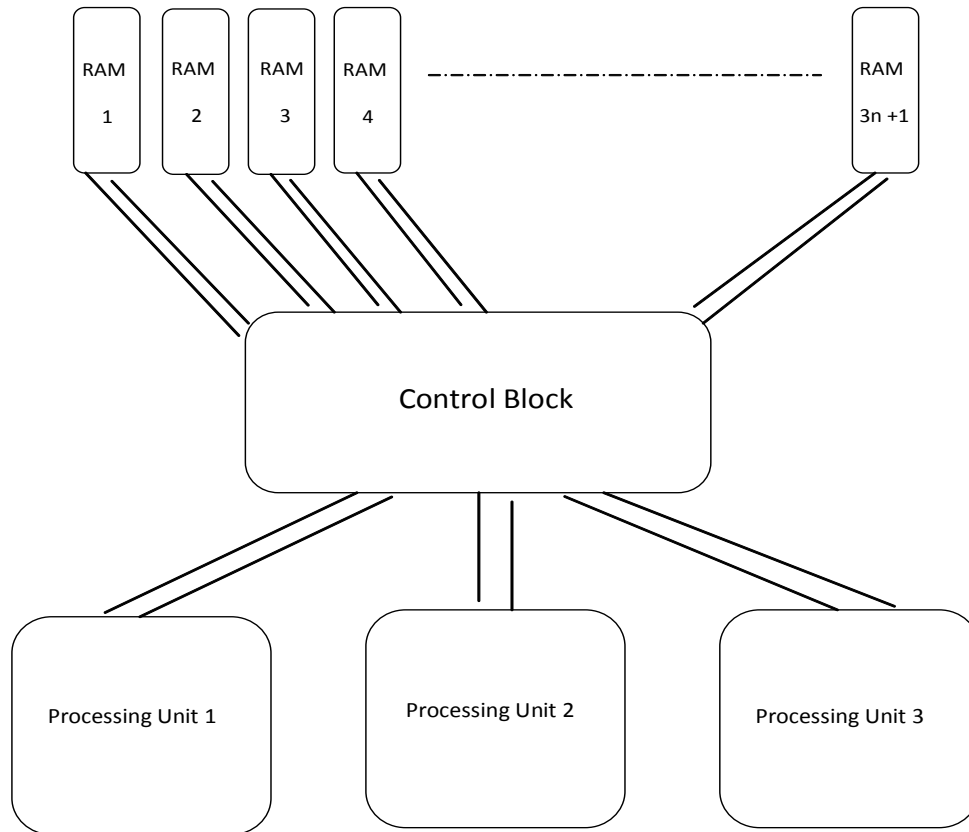 RAM
1
RAM
2
RAM
3
RAM
4
RAM
3n +1
Control Block
Processing Unit 1
Processing Unit 2
Processing Unit 3